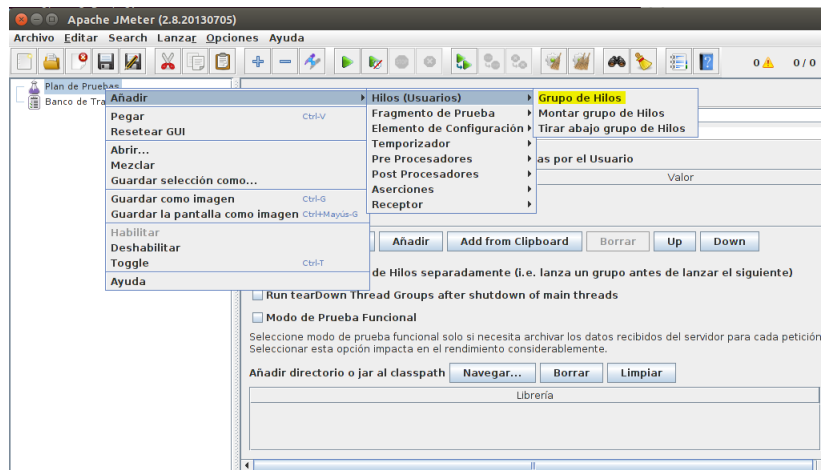 Apache JMeter (2.8.20130705)
Archivo Editar Search Lanzar Opciones Ayuda
0 0 / 0
Plan de Pruebas
Banco de Tra
Añadir
Pegar Ctrl-V
Resetear GUI
Abrir...
Mezclar
Guardar selección como...
Guardar como imagen Ctrl-G
Guardar la pantalla como imagen Ctrl+Mayús-G
Habilitar
Deshabilitar
Toggle Ctrl-T
Ayuda
Hilos (Usuarios)
Fragmento de Prueba
Elemento de Configuración
Temporizador
Pre Procesadores
Post Procesadores
Aserciones
Receptor
Grupo de Hilos
Montar grupo de Hilos
Tirar abajo grupo de Hilos
as por el Usuario
Valor
Añadir Add from Clipboard Borrar Up Down
de Hilos separadamente (i.e. lanza un grupo antes de lanzar el siguiente)
Run tearDown Thread Groups after shutdown of main threads
Modo de Prueba Funcional
Seleccione modo de prueba funcional solo si necesita archivar los datos recibidos del servidor para cada petición
Seleccionar esta opción impacta en el rendimiento considerablemente.
Añadir directorio o jar al classpath Navegar... Borrar Limpiar
Librería